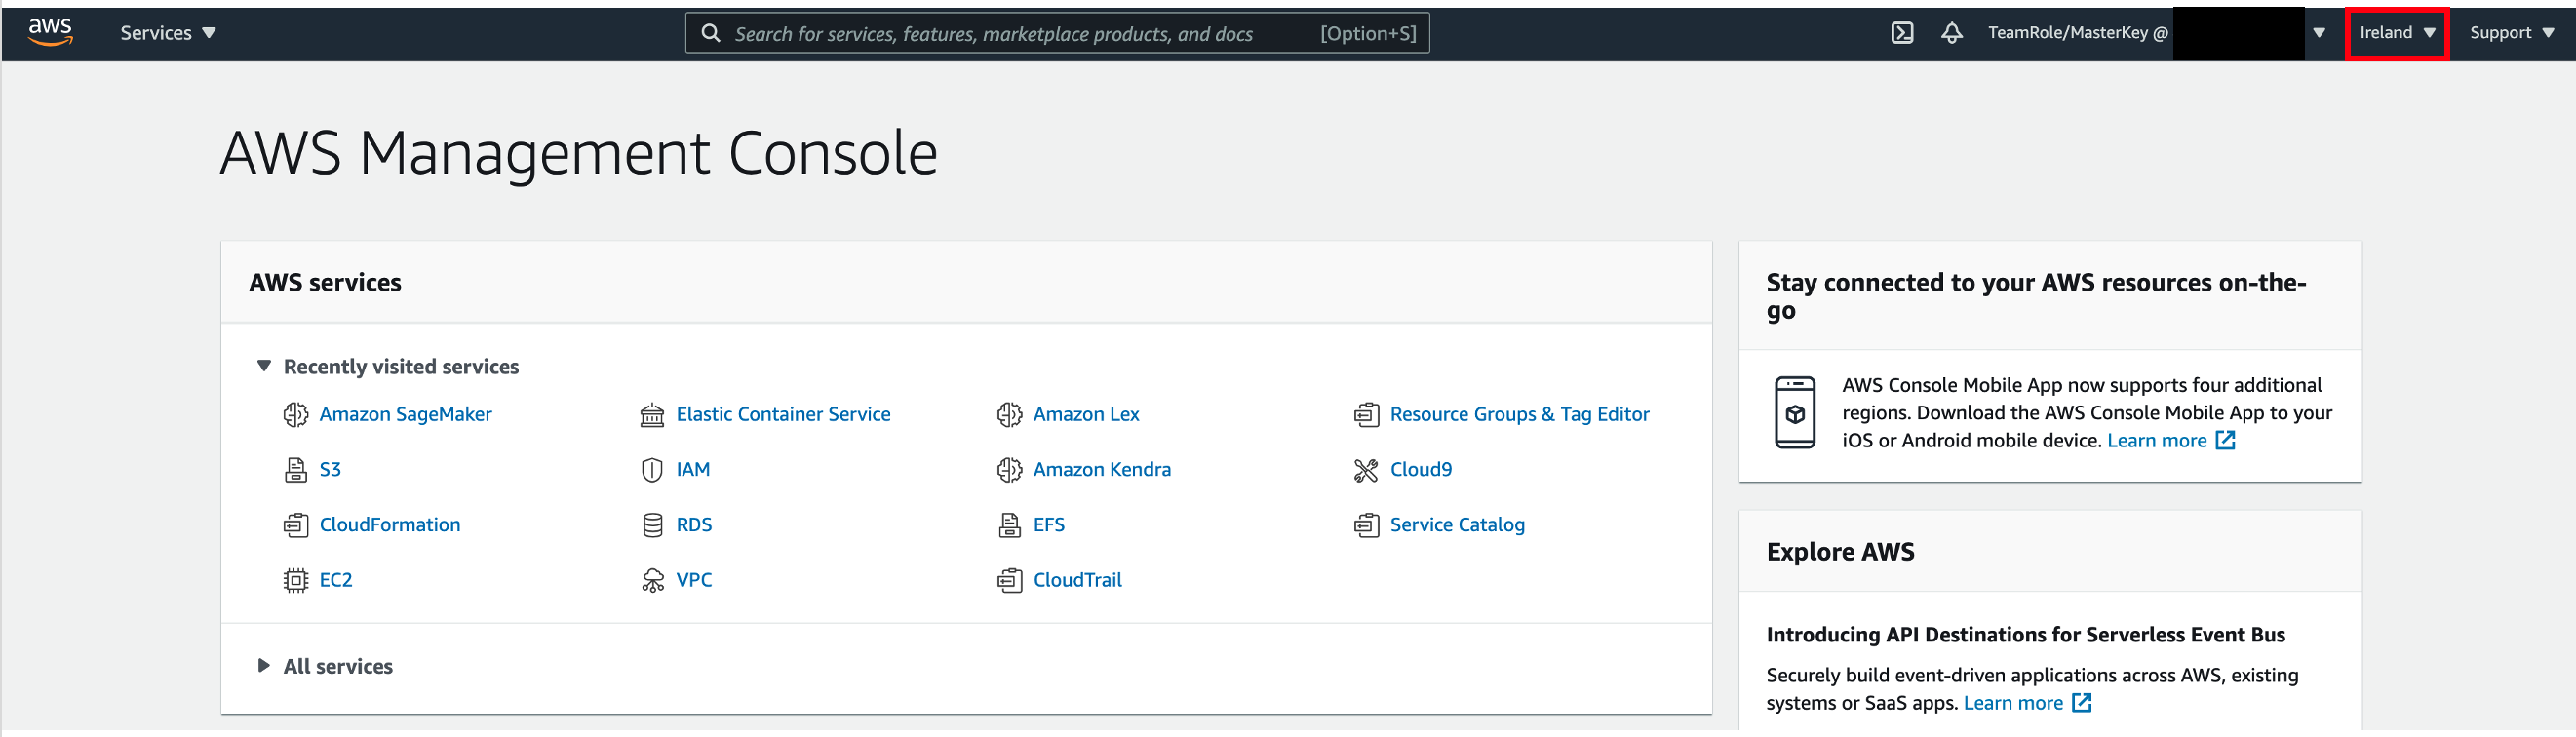 aws Services Search for services, features, marketplace products, and docs [Option+S] TeamRole/MasterKey @ Ireland Support
AWS Management Console
AWS services
Recently visited services
Amazon SageMaker Elastic Container Service Amazon Lex Resource Groups & Tag Editor
S3 IAM Amazon Kendra Cloud9
CloudFormation RDS EFS Service Catalog
EC2 VPC CloudTrail
All services
Stay connected to your AWS resources on-the-
go
AWS Console Mobile App now supports four additional
regions. Download the AWS Console Mobile App to your
iOS or Android mobile device. Learn more
Explore AWS
Introducing API Destinations for Serverless Event Bus
Securely build event-driven applications across AWS, existing
systems or SaaS apps. Learn more